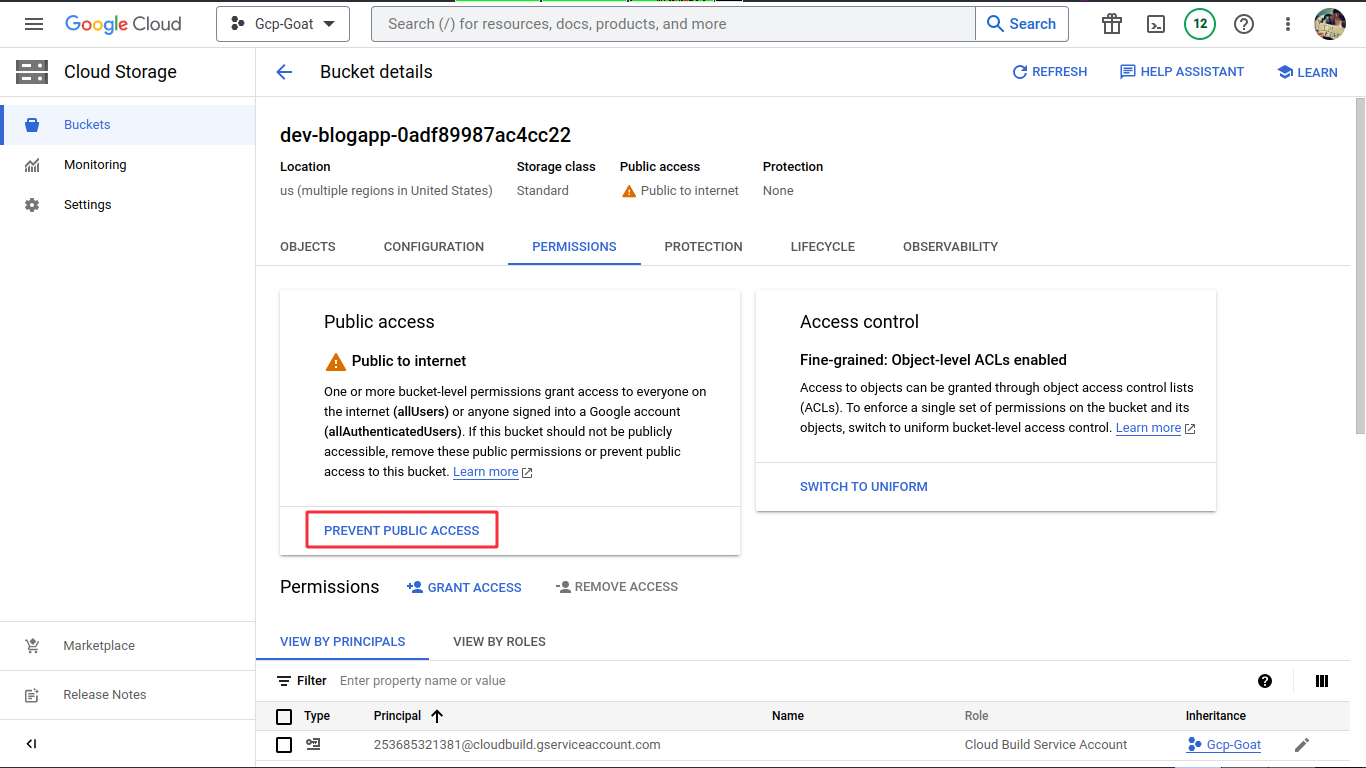 Google Cloud
Gcp-Goat
Search (/) for resources, docs, products, and more
Search
12
Cloud Storage
Bucket details
REFRESH
HELP ASSISTANT
LEARN
Buckets
Monitoring
Settings
Marketplace
Release Notes
dev-blogapp-0adf89987ac4cc22
Location
Storage class
Public access
Protection
us (multiple regions in United States)
Standard
Public to internet
None
OBJECTS
CONFIGURATION
PERMISSIONS
PROTECTION
LIFECYCLE
OBSERVABILITY
Public access
Public to internet
One or more bucket-level permissions grant access to everyone on
the internet (allUsers) or anyone signed into a Google account
(allAuthenticatedUsers). If this bucket should not be publicly
accessible, remove these public permissions or prevent public
access to this bucket. Learn more
PREVENT PUBLIC ACCESS
Access control
Fine-grained: Object-level ACLs enabled
Access to objects can be granted through object access control lists
(ACLs). To enforce a single set of permissions on the bucket and its
objects, switch to uniform bucket-level access control. Learn more
SWITCH TO UNIFORM
Permissions
GRANT ACCESS
REMOVE ACCESS
VIEW BY PRINCIPALS
VIEW BY ROLES
Filter
Enter property name or value
Type
Principal
Name
Role
Inheritance
253685321381@cloudbuild.gserviceaccount.com
Cloud Build Service Account
Gcp-Goat